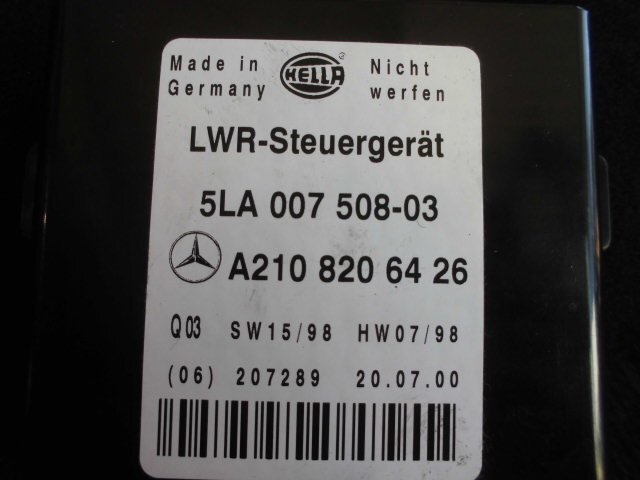 Made in Germany
HELLA
®
Nicht werfen
LWR-Steuergerät
5LA 007 508-03
A210 820 64 26
Q03 SW15/98 HW07/98
(06) 207289 20.07.00